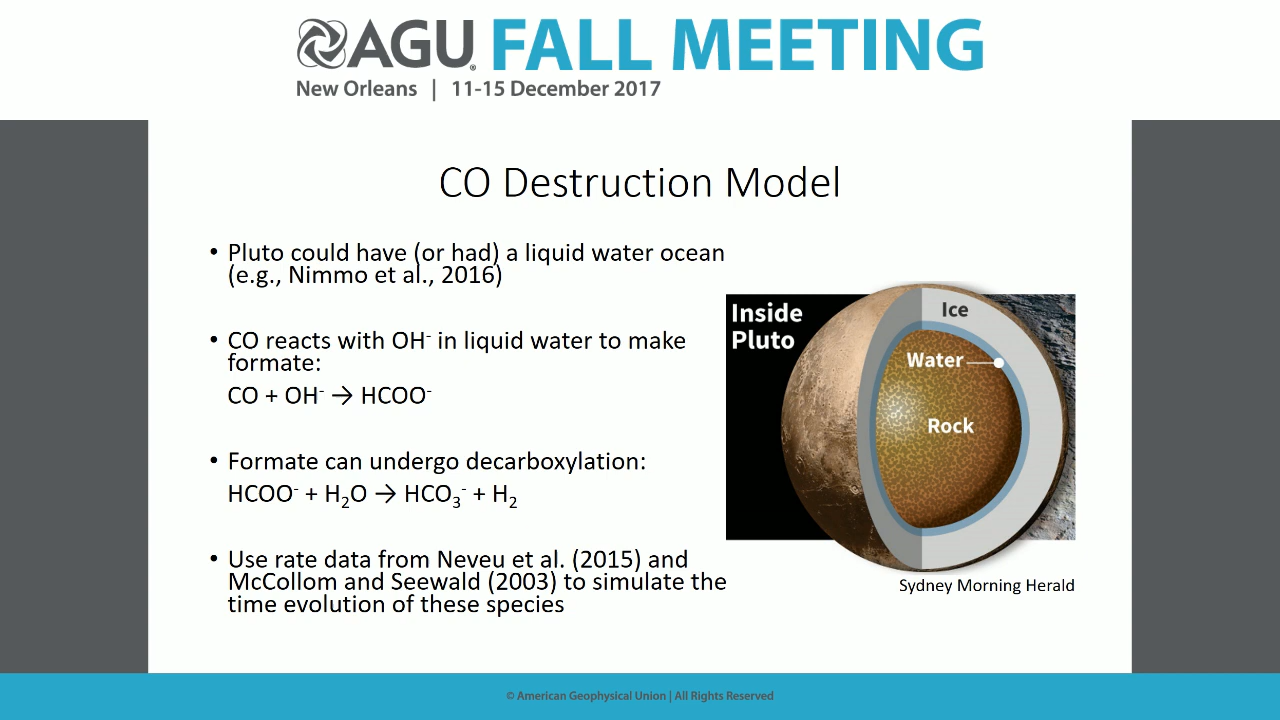 AGU FALL MEETING
New Orleans | 11-15 December 2017
CO Destruction Model
• Pluto could have (or had) a liquid water ocean
(e.g., Nimmo et al., 2016)
• CO reacts with OH⁻ in liquid water to make
formate:
CO + OH⁻ → HCOO⁻
• Formate can undergo decarboxylation:
HCOO⁻ + H₂O → HCO₃⁻ + H₂
• Use rate data from Neveu et al. (2015) and
McCollom and Seewald (2003) to simulate the
time evolution of these species
Inside
Pluto
Ice
Water
Rock
Sydney Morning Herald
© American Geophysical Union | All Rights Reserved